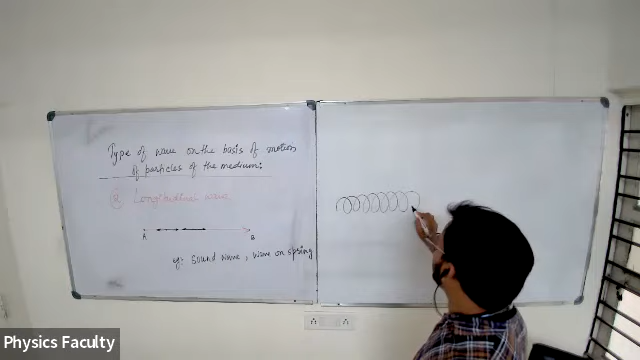 Type of wave on the basis of motion
of particles of the medium:
② Longitudinal wave
A B
eg: Sound wave, wave on spring
Physics Faculty